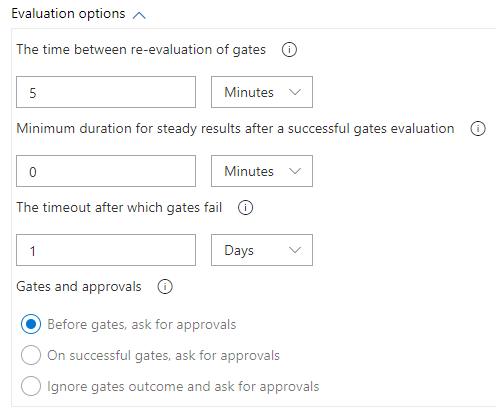 Evaluation options
The time between re-evaluation of gates
5 Minutes
Minimum duration for steady results after a successful gates evaluation
0 Minutes
The timeout after which gates fail
1 Days
Gates and approvals
Before gates, ask for approvals
On successful gates, ask for approvals
Ignore gates outcome and ask for approvals